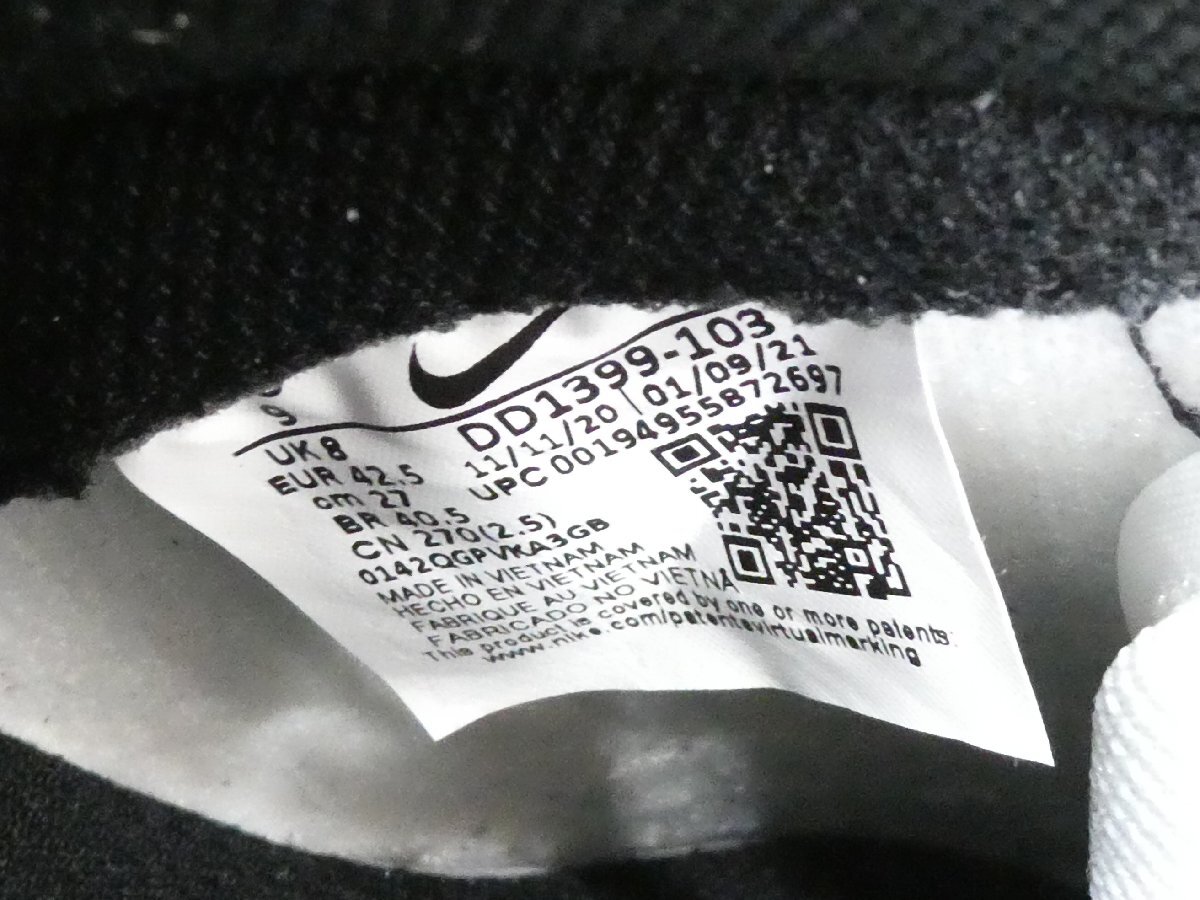 9
UK 8
EUR 42.5
cm 27
BR 40.5
CN 270(2.5)
0142QGPVKA3GB
DD1399-103
11/11/20 01/09/21
UPC 00194955872697
MADE IN VIETNAM
HECHO EN VIETNAM
FABRIQUE AU VIETNAM
FABRICADO NO VIETNA
This product is covered by one or more patents:
www.nike.com/patentsvirtualmarking